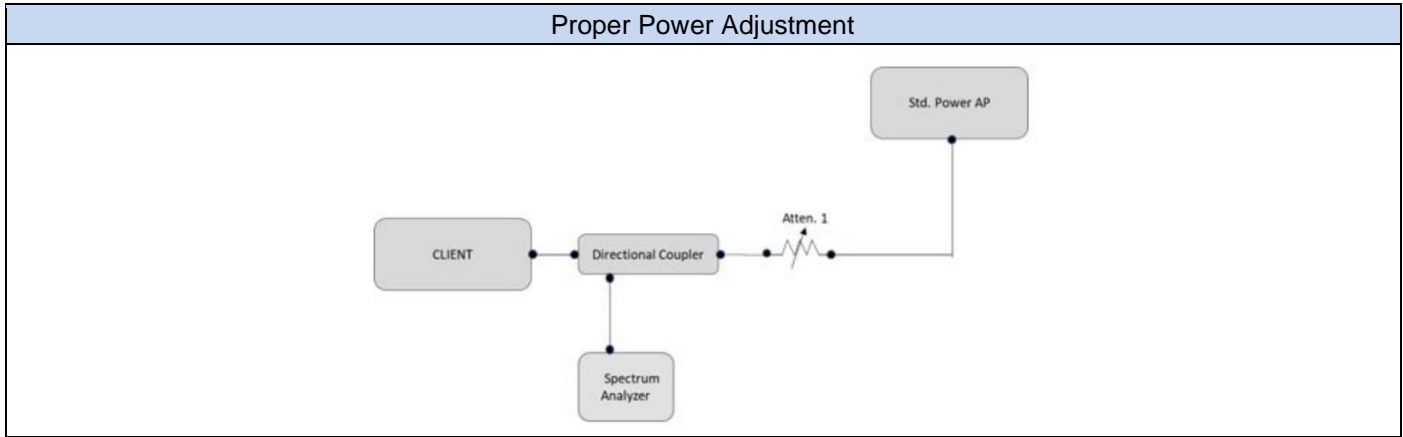 Proper Power Adjustment
Std. Power AP
Atten. 1
CLIENT
Directional Coupler
Spectrum
Analyzer